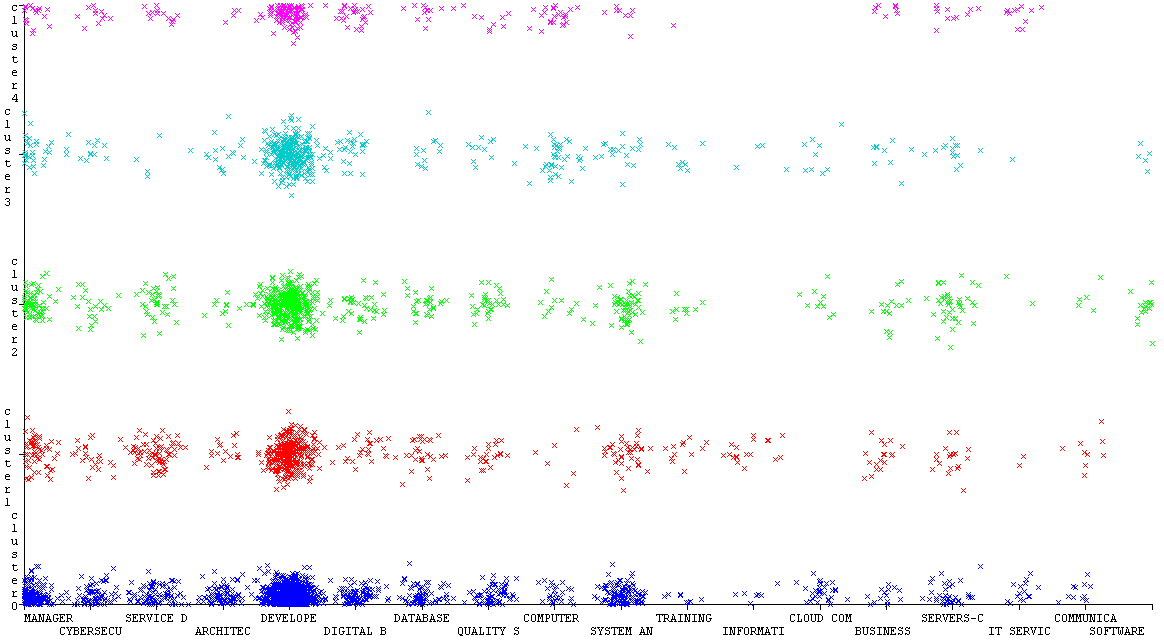 cluster4
cluster3
cluster2
cluster1
cluster0
MANAGER SERVICE D DEVELOPE DATABASE COMPUTER TRAINING CLOUD COM SERVERS-C COMMUNICA
CYBERSECU ARCHITEC DIGITAL B QUALITY S SYSTEM AN INFORMATI BUSINESS IT SERVIC SOFTWARE